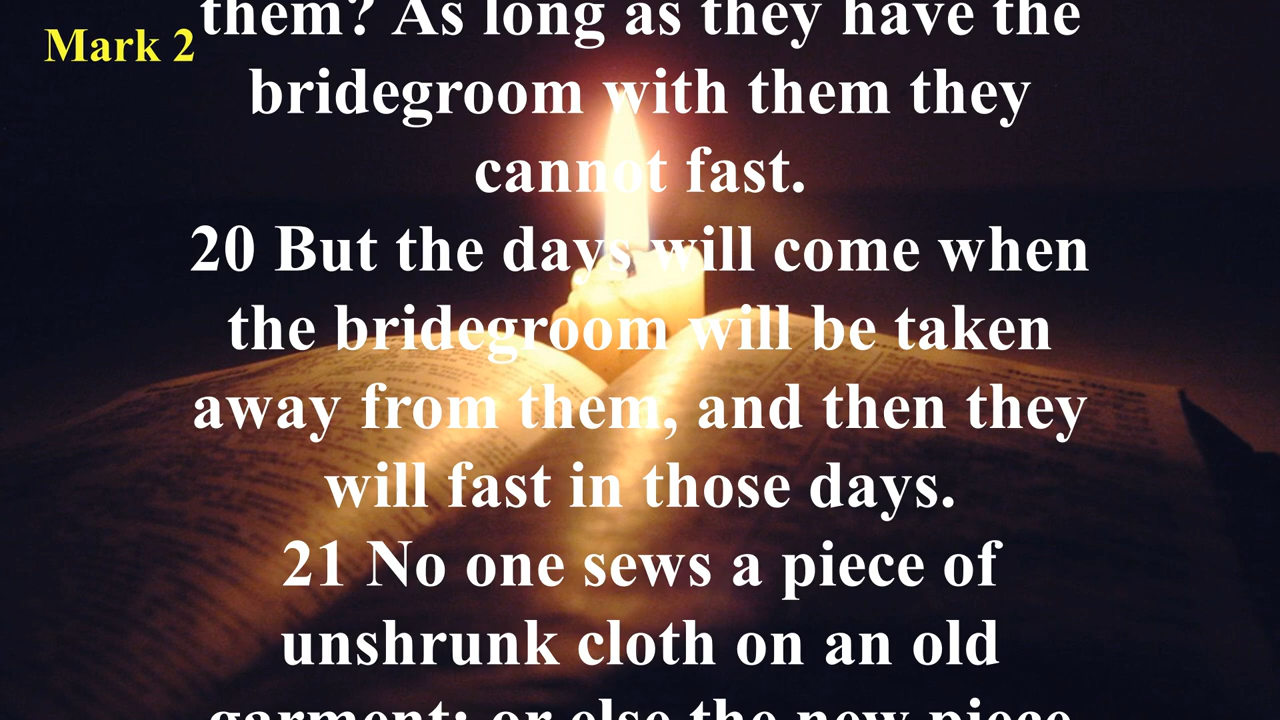 Mark 2
them? As long as they have the
bridegroom with them they
cannot fast.
20 But the days will come when
the bridegroom will be taken
away from them, and then they
will fast in those days.
21 No one sews a piece of
unshrunk cloth on an old
garment; or else the new piece